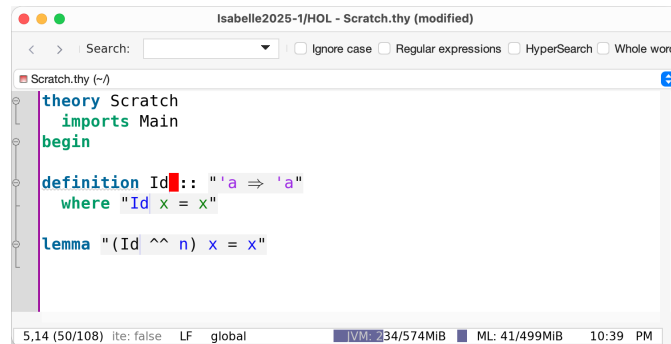 Isabelle2025-1/HOL - Scratch.thy (modified)
Search: Ignore case Regular expressions HyperSearch Whole word
Scratch.thy (~/)
theory Scratch
imports Main
begin
definition Id :: "'a ⇒ 'a"
where "Id x = x"
lemma "(Id ^^ n) x = x"
5,14 (50/108) ite: false LF global JVM: 234/574MiB ML: 41/499MiB 10:39 PM